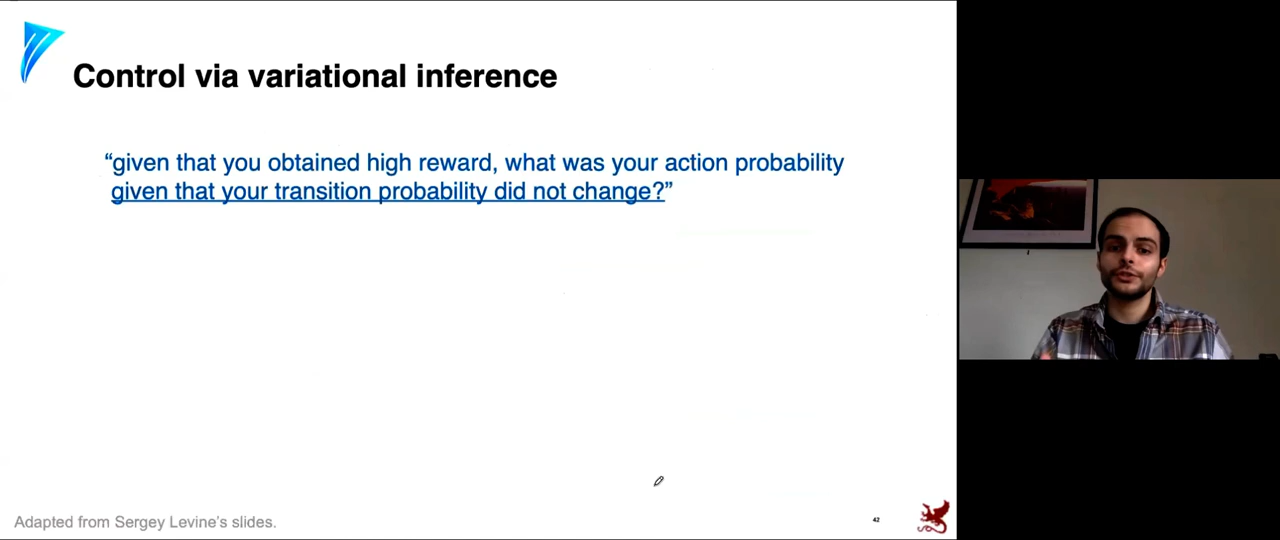 Control via variational inference
“given that you obtained high reward, what was your action probability
given that your transition probability did not change?”
Adapted from Sergey Levine’s slides.
42